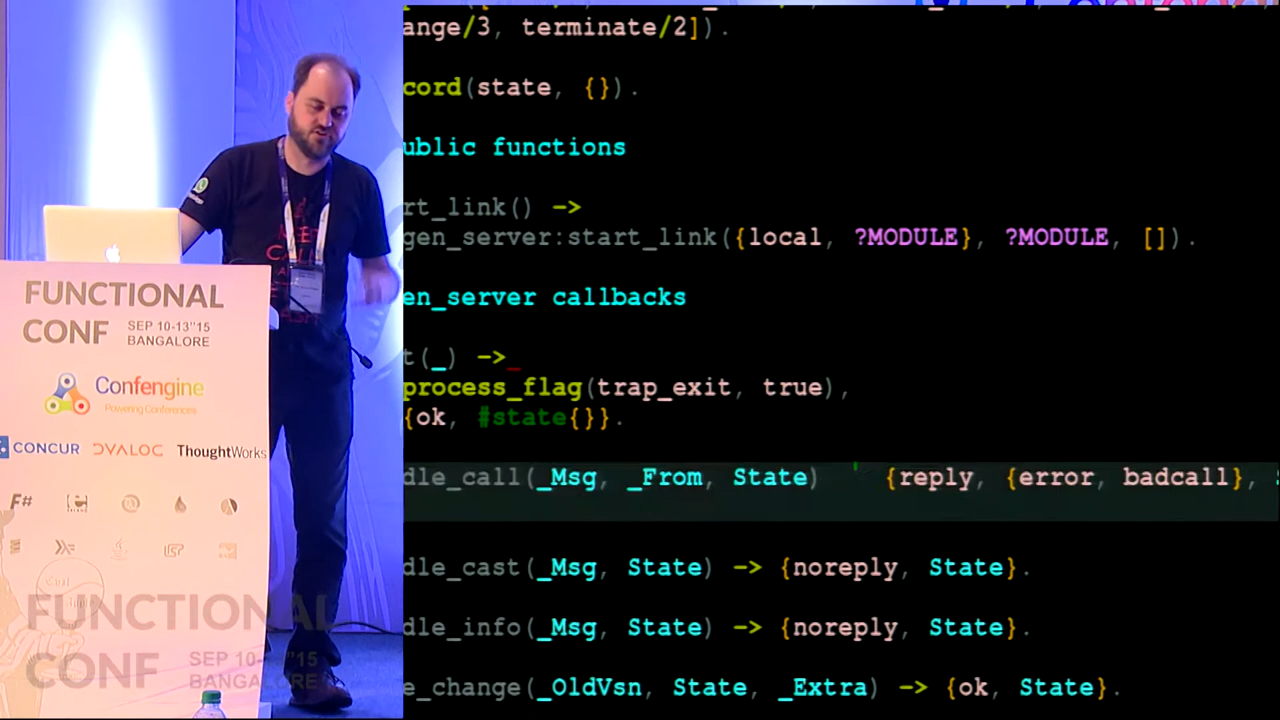 FUNCTIONAL
CONF SEP 10-13"15
BANGALORE
Confengine
Powering Conferences
CONCUR DVALOC ThoughtWorks
F#
FUNCTIONAL
CONF
ange/3, terminate/2]).
cord(state, {}).
ublic functions
rt_link() ->
gen_server:start_link({local, ?MODULE}, ?MODULE, []).
en_server callbacks
t(_) ->_
process_flag(trap_exit, true),
{ok, #state{}}.
dle_call(_Msg, _From, State) {reply, {error, badcall},
dle_cast(_Msg, State) -> {noreply, State}.
dle_info(_Msg, State) -> {noreply, State}.
e_change(_OldVsn, State, _Extra) -> {ok, State}.